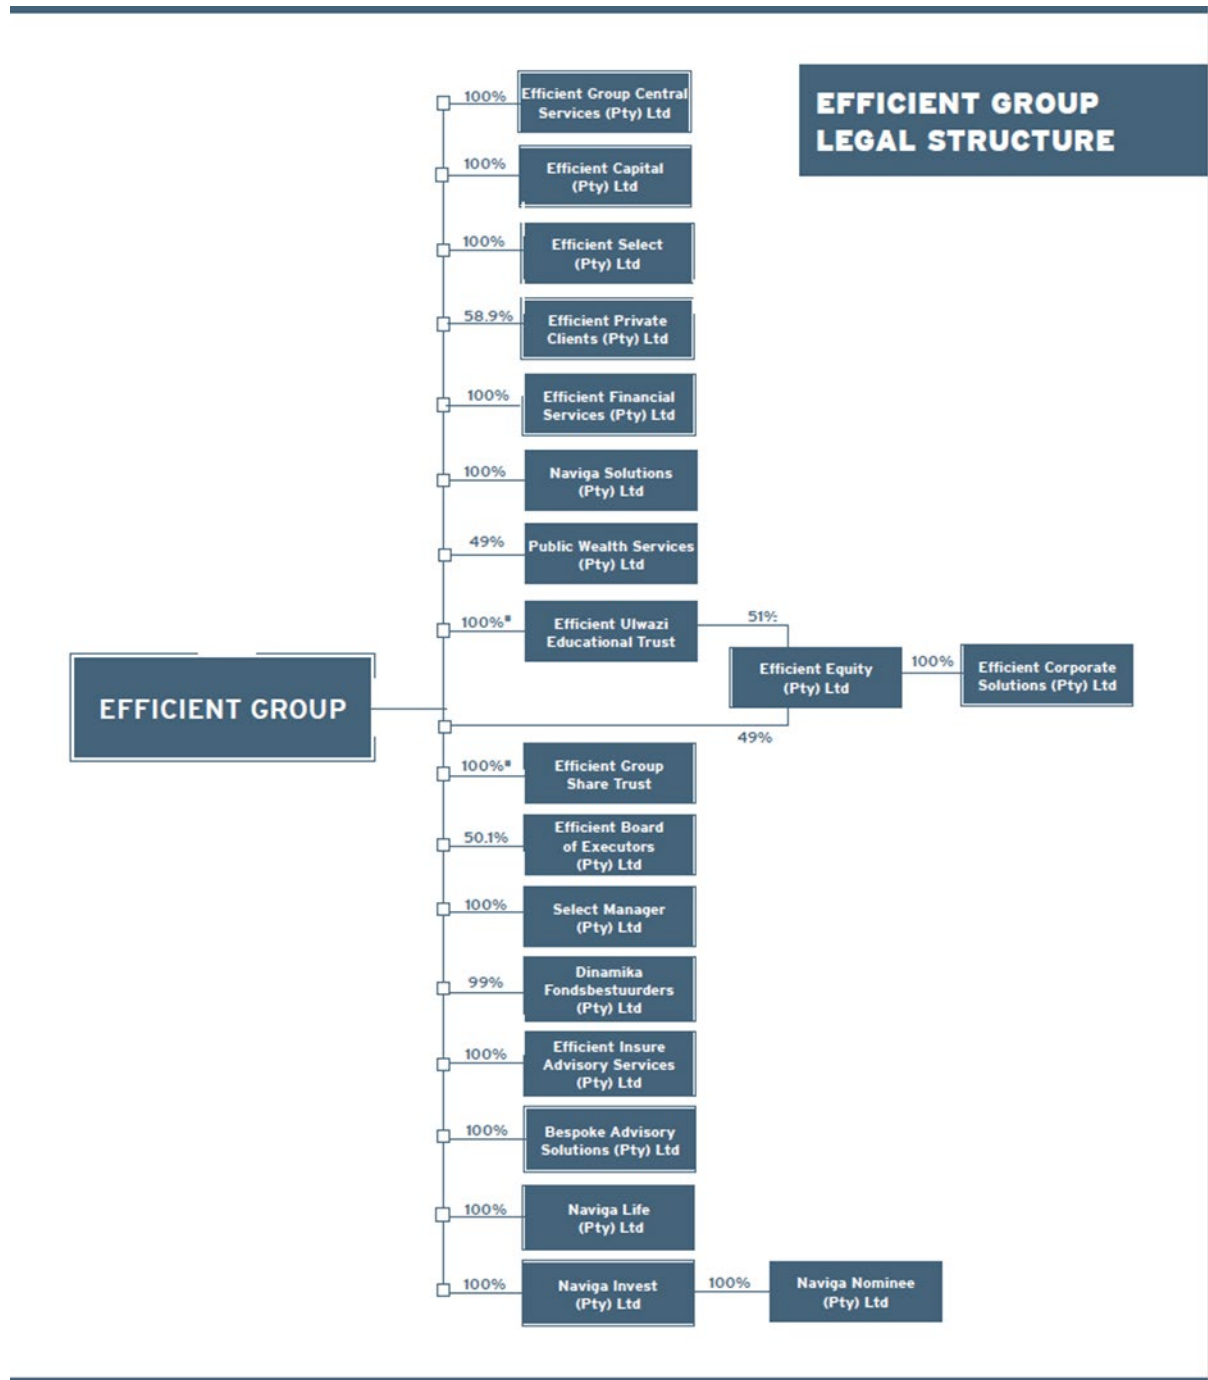 EFFICIENT GROUP
LEGAL STRUCTURE
100%
Efficient Group Central
Services (Pty) Ltd
100%
Efficient Capital
(Pty) Ltd
100%
Efficient Select
(Pty) Ltd
58.9%
Efficient Private
Clients (Pty) Ltd
100%
Efficient Financial
Services (Pty) Ltd
100%
Naviga Solutions
(Pty) Ltd
49%
Public Wealth Services
(Pty) Ltd
100%*
Efficient Ulwazi
Educational Trust
51%
Efficient Equity
(Pty) Ltd
100%
Efficient Corporate
Solutions (Pty) Ltd
EFFICIENT GROUP
49%
100%*
Efficient Group
Share Trust
50.1%
Efficient Board
of Executors
(Pty) Ltd
100%
Select Manager
(Pty) Ltd
99%
Dinamika
Fondsbestuurders
(Pty) Ltd
100%
Efficient Insure
Advisory Services
(Pty) Ltd
100%
Bespoke Advisory
Solutions (Pty) Ltd
100%
Naviga Life
(Pty) Ltd
100%
Naviga Invest
(Pty) Ltd
100%
Naviga Nominee
(Pty) Ltd